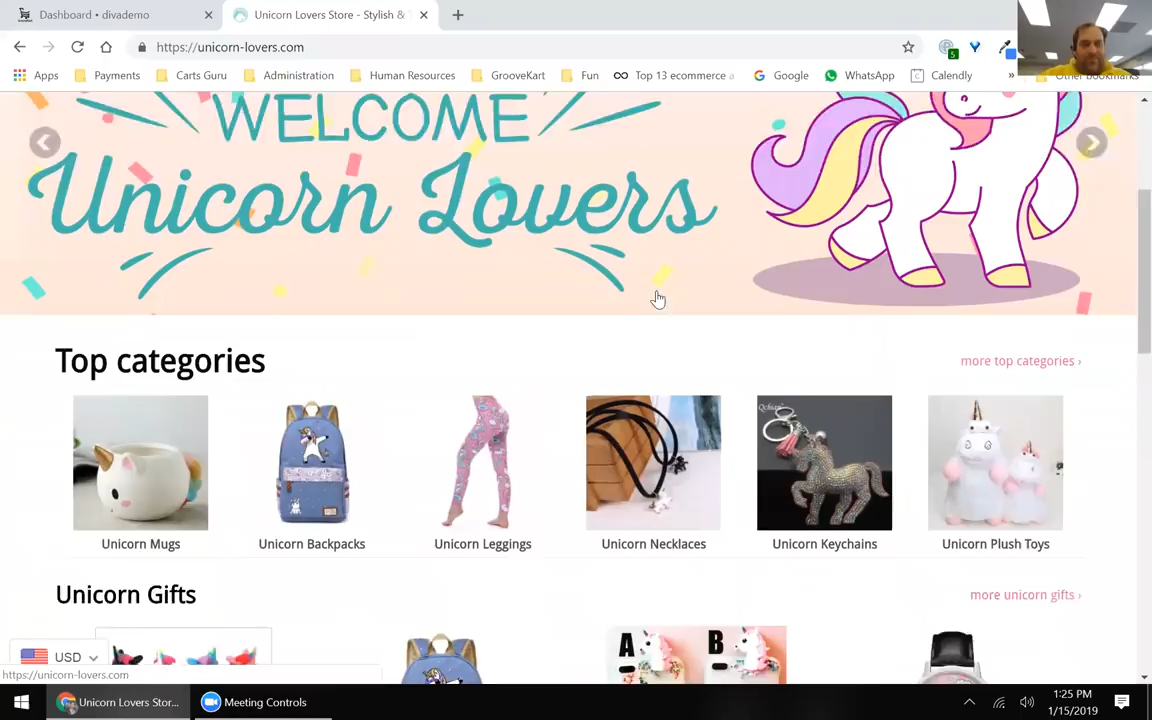 Dashboard • divademo
Unicorn Lovers Store - Stylish & T
https://unicorn-lovers.com
5
Apps
Payments
Carts Guru
Administration
Human Resources
GrooveKart
Fun
Top 13 ecommerce a
Google
WhatsApp
Calendly
»
Other bookmarks
WELCOME
Unicorn Lovers
Top categories
more top categories ›
Qchian
Unicorn Mugs
Unicorn Backpacks
Unicorn Leggings
Unicorn Necklaces
Unicorn Keychains
Unicorn Plush Toys
Unicorn Gifts
more unicorn gifts ›
A
B
USD
https://unicorn-lovers.com
Unicorn Lovers Stor...
Meeting Controls
1:25 PM
1/15/2019